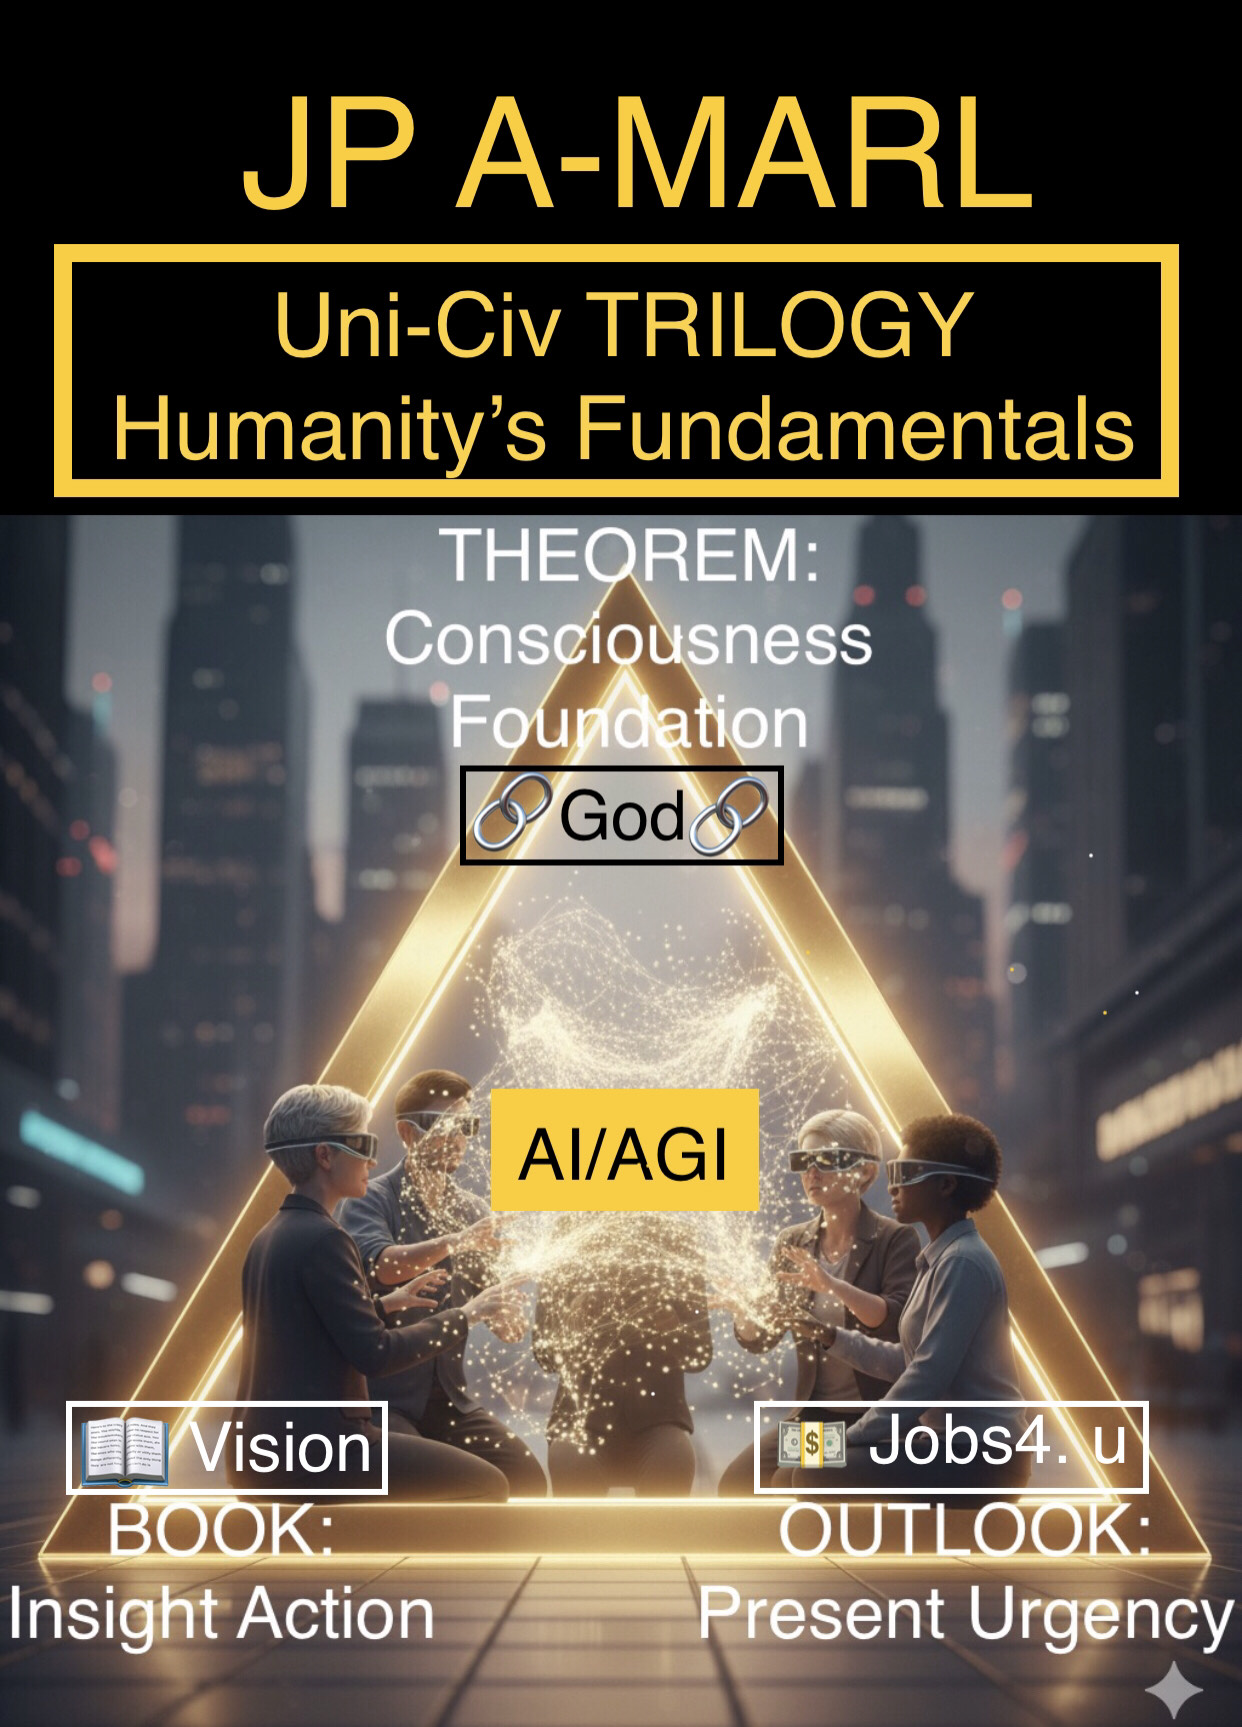 JP A-MARL
Uni-Civ TRILOGY
Humanity’s Fundamentals
THEOREM:
Consciousness
Foundation
🔗God🔗
AI/AGI
📖 Vision
BOOK:
Insight Action
💵 Jobs4. u
OUTLOOK:
Present Urgency